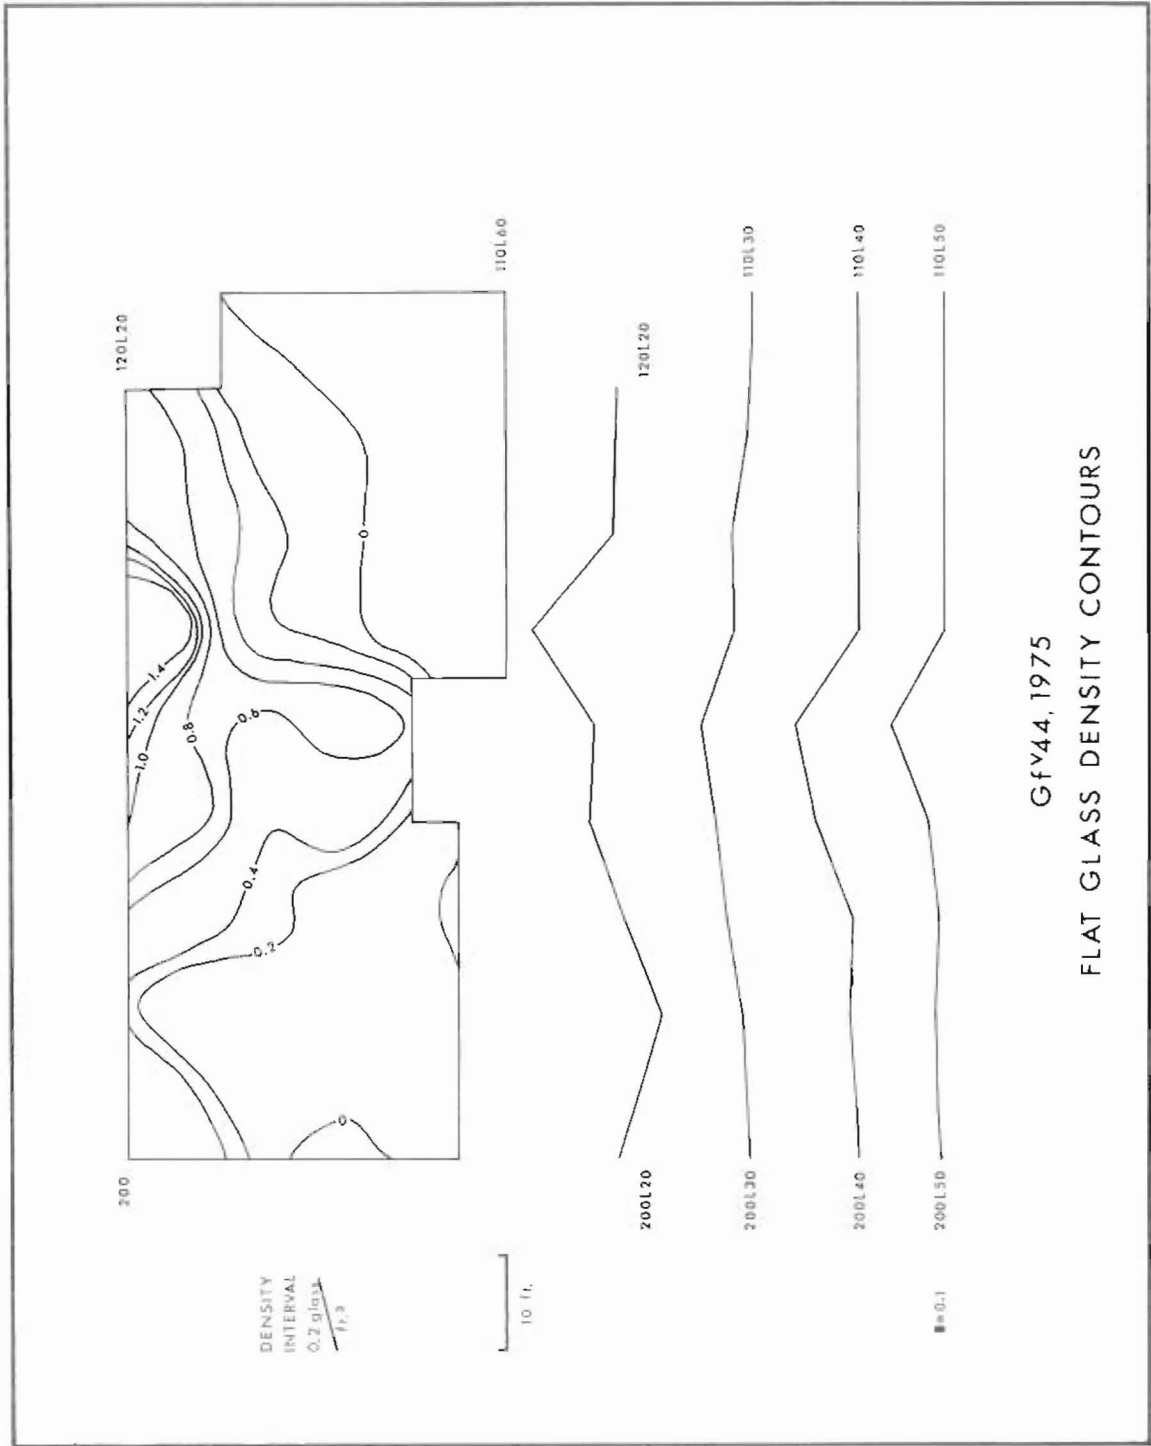 DENSITY
INTERVAL
0.2 glass
ft.3
10 ft.
■=0.1
200
120L20
110L60
1.4
1.2
1.0
0.8
0.6
0.4
0.2
0
0
200L20
120L20
200L30
110L30
200L40
110L40
200L50
110L50
GfV44, 1975
FLAT GLASS DENSITY CONTOURS